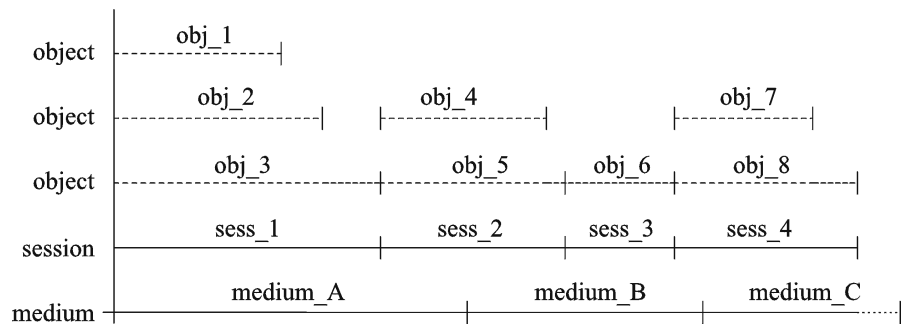 obj_1
object
obj_2 obj_4 obj_7
object
obj_3 obj_5 obj_6 obj_8
object
sess_1 sess_2 sess_3 sess_4
session
medium_A medium_B medium_C
medium